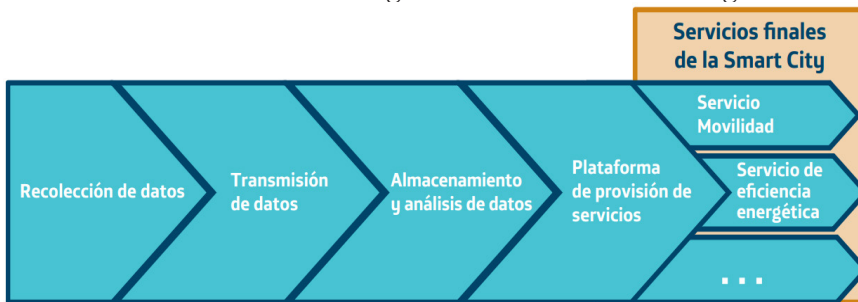 Servicios finales
de la Smart City
Servicio
Movilidad
Recolección de datos
Transmisión
de datos
Almacenamiento
y análisis de datos
Plataforma
de provisión de
servicios
Servicio de
eficiencia
energética
...